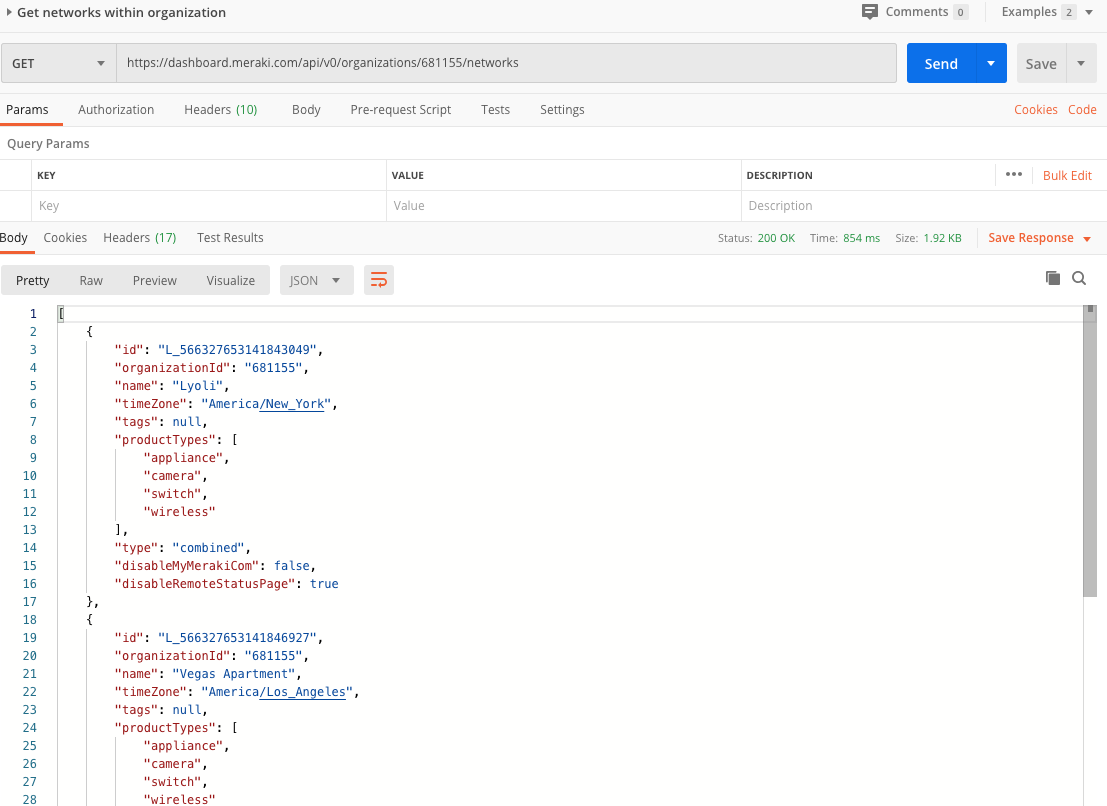 Get networks within organization Comments 0 Examples 2
GET https://dashboard.meraki.com/api/v0/organizations/681155/networks Send Save
Params Authorization Headers (10) Body Pre-request Script Tests Settings Cookies Code
Query Params
KEY VALUE DESCRIPTION ••• Bulk Edit
Key Value Description
Body Cookies Headers (17) Test Results Status: 200 OK Time: 854 ms Size: 1.92 KB Save Response
Pretty Raw Preview Visualize JSON
1 [
2 {
3 "id": "L_566327653141843049",
4 "organizationId": "681155",
5 "name": "Lyoli",
6 "timeZone": "America/New_York",
7 "tags": null,
8 "productTypes": [
9 "appliance",
10 "camera",
11 "switch",
12 "wireless"
13 ],
14 "type": "combined",
15 "disableMyMerakiCom": false,
16 "disableRemoteStatusPage": true
17 },
18 {
19 "id": "L_566327653141846927",
20 "organizationId": "681155",
21 "name": "Vegas Apartment",
22 "timeZone": "America/Los_Angeles",
23 "tags": null,
24 "productTypes": [
25 "appliance",
26 "camera",
27 "switch",
28 "wireless"